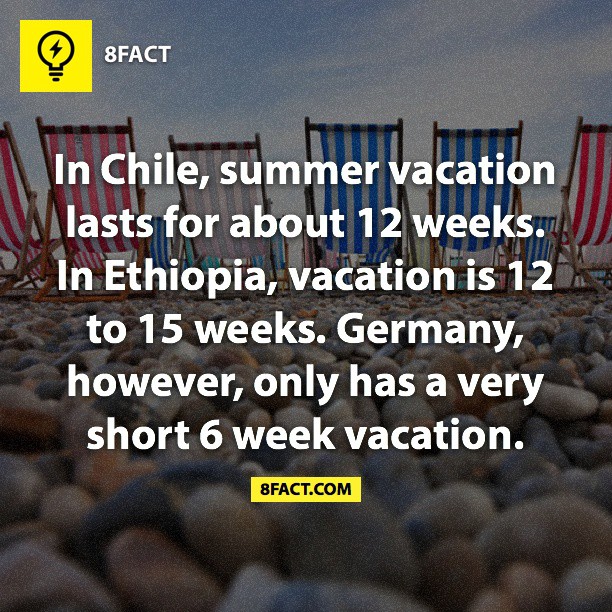 8FACT
In Chile, summer vacation
lasts for about 12 weeks.
In Ethiopia, vacation is 12
to 15 weeks. Germany,
however, only has a very
short 6 week vacation.
8FACT.COM